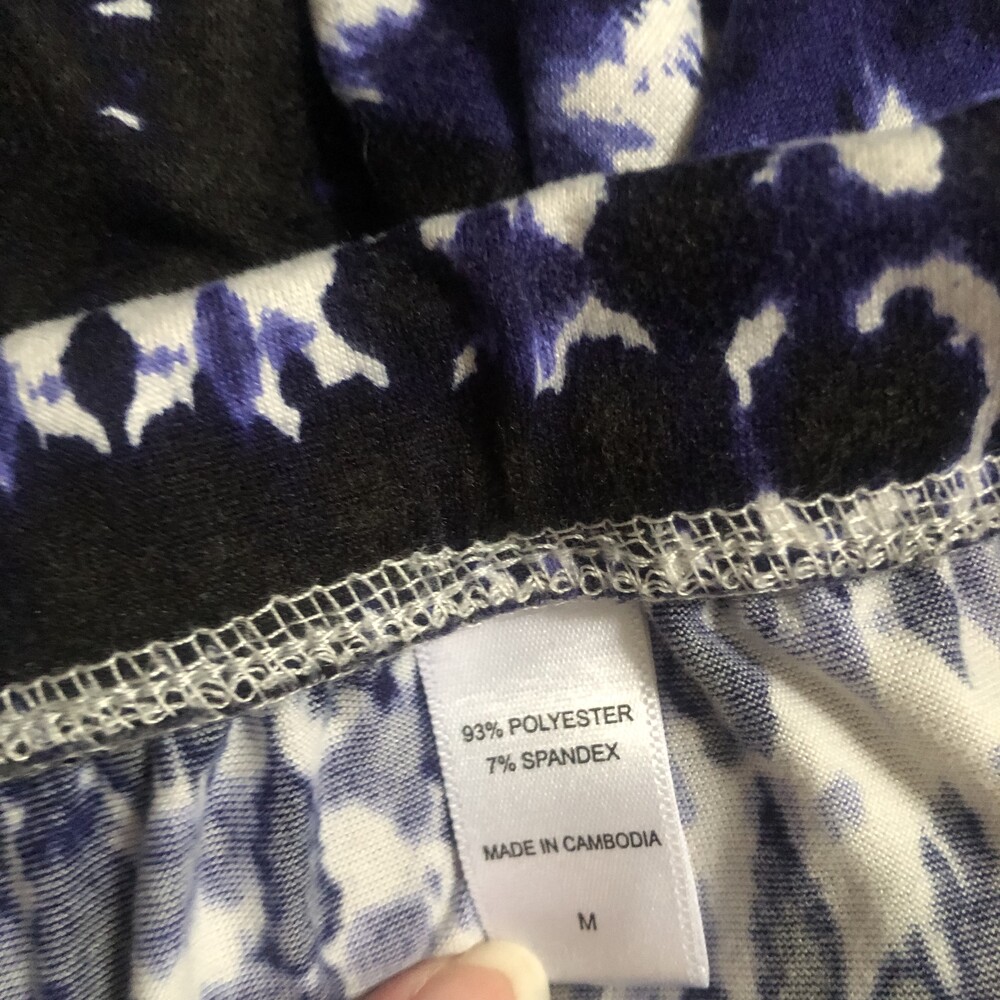 93% POLYESTER
7% SPANDEX
MADE IN CAMBODIA
M